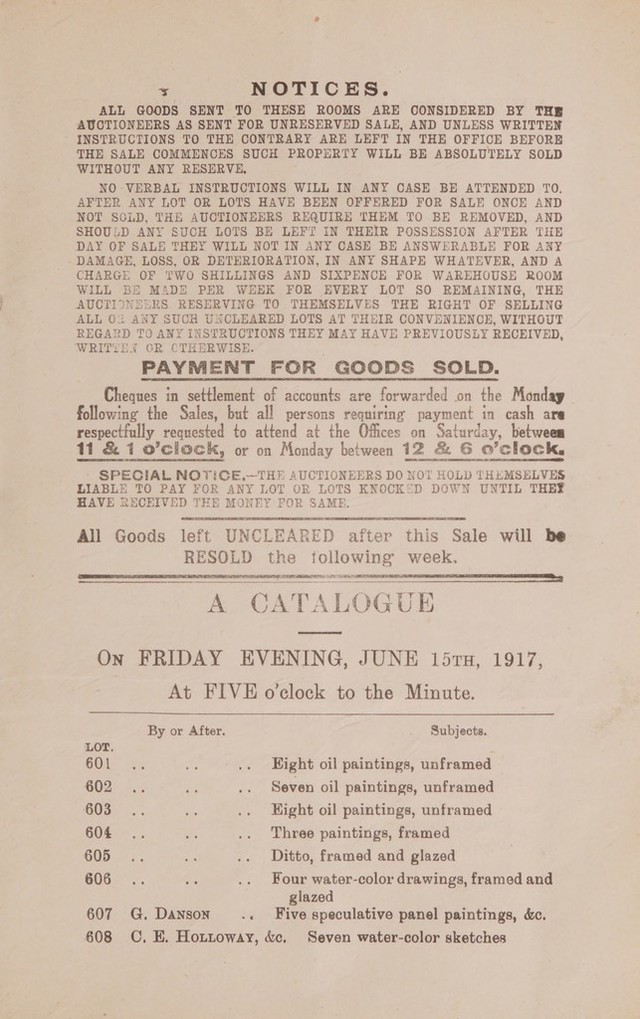 NOTICES.
ALL GOODS SENT TO THESE ROOMS ARE CONSIDERED BY THE
AUCTIONEERS AS SENT FOR UNRESERVED SALE, AND UNLESS WRITTEN
INSTRUCTIONS TO THE CONTRARY ARE LEFT IN THE OFFICE BEFORE
THE SALE COMMENCES SUCH PROPERTY WILL BE ABSOLUTELY SOLD
WITHOUT ANY RESERVE.
NO VERBAL INSTRUCTIONS WILL IN ANY CASE BE ATTENDED TO.
AFTER ANY LOT OR LOTS HAVE BEEN OFFERED FOR SALE ONCE AND
NOT SOLD, THE AUCTIONEERS REQUIRE THEM TO BE REMOVED, AND
SHOULD ANY SUCH LOTS BE LEFT IN THEIR POSSESSION AFTER THE
DAY OF SALE THEY WILL NOT IN ANY CASE BE ANSWERABLE FOR ANY
DAMAGE, LOSS, OR DETERIORATION, IN ANY SHAPE WHATEVER, AND A
CHARGE OF TWO SHILLINGS AND SIXPENCE FOR WAREHOUSE ROOM
WILL BE MADE PER WEEK FOR EVERY LOT SO REMAINING, THE
AUCTIONEERS RESERVING TO THEMSELVES THE RIGHT OF SELLING
ALL OR ANY SUCH UNCLEARED LOTS AT THEIR CONVENIENCE, WITHOUT
REGARD TO ANY INSTRUCTIONS THEY MAY HAVE PREVIOUSLY RECEIVED,
WRITTEN OR OTHERWISE.
PAYMENT FOR GOODS SOLD.
Cheques in settlement of accounts are forwarded on the Monday
following the Sales, but all persons requiring payment in cash are
respectfully requested to attend at the Offices on Saturday, between
11 & 1 o'clock, or on Monday between 12 & 6 o'clock.
SPECIAL NOTICE.—THE AUCTIONEERS DO NOT HOLD THEMSELVES
LIABLE TO PAY FOR ANY LOT OR LOTS KNOCKED DOWN UNTIL THEY
HAVE RECEIVED THE MONEY FOR SAME.
All Goods left UNCLEARED after this Sale will be
RESOLD the following week.
A CATALOGUE
ON FRIDAY EVENING, JUNE 15TH, 1917,
At FIVE o'clock to the Minute.
By or After. Subjects.
LOT.
601 .. .. .. Eight oil paintings, unframed
602 .. .. .. Seven oil paintings, unframed
603 .. .. .. Eight oil paintings, unframed
604 .. .. .. Three paintings, framed
605 .. .. .. Ditto, framed and glazed
606 .. .. .. Four water-color drawings, framed and
glazed
607 G. DANSON .. Five speculative panel paintings, &c.
608 C. E. HOLLOWAY, &c. Seven water-color sketches